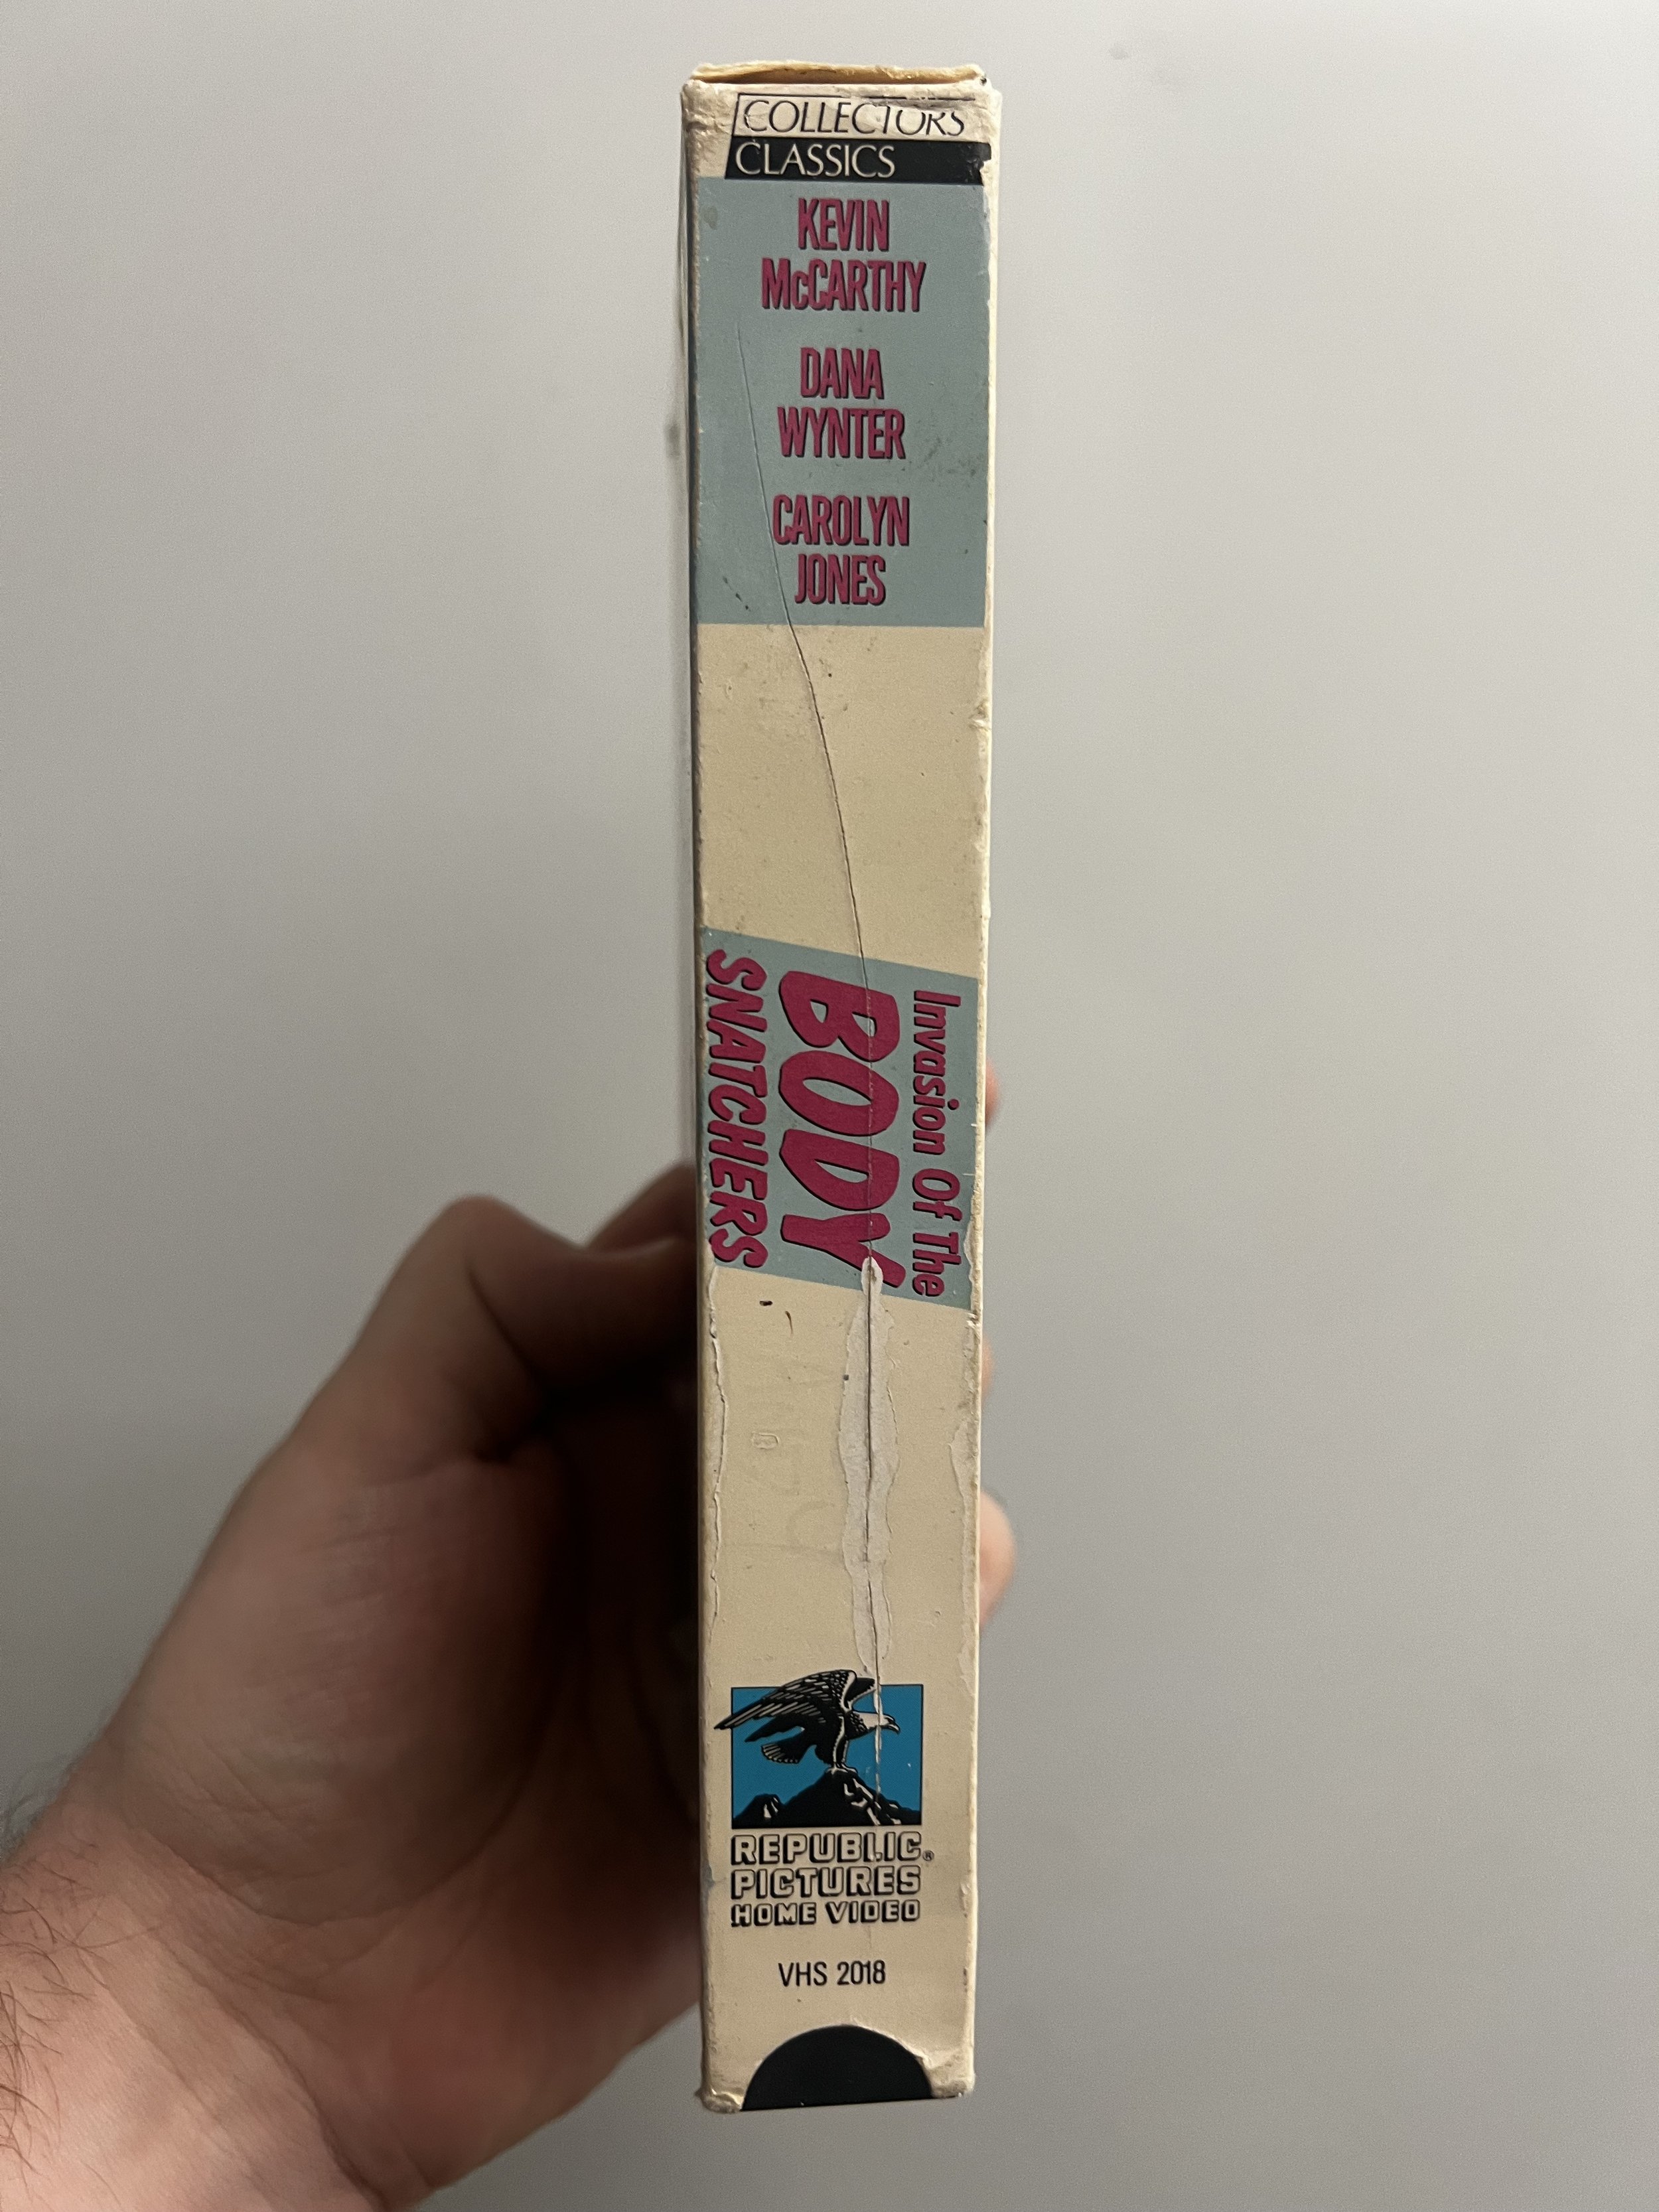 COLLECTORS
CLASSICS
KEVIN
McCARTHY
DANA
WYNTER
CAROLYN
JONES
Invasion Of The
BODY
SNATCHERS
REPUBLIC®
PICTURES
HOME VIDEO
VHS 2018